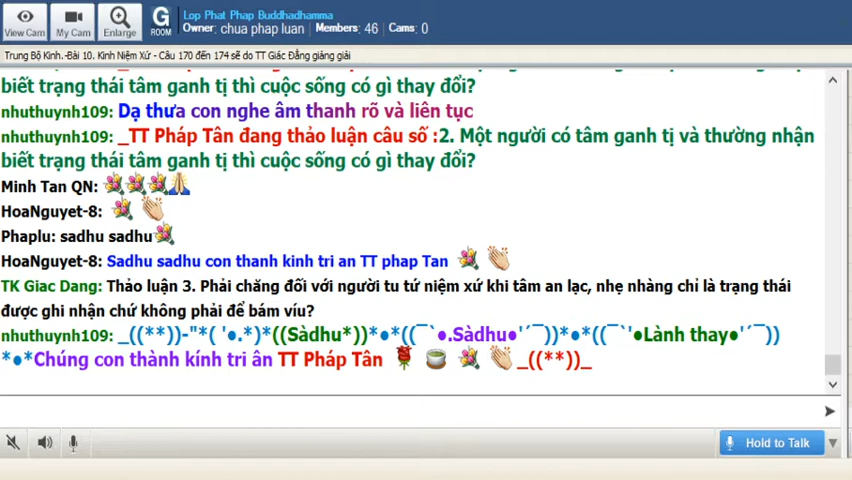 View Cam
My Cam
Enlarge
G
ROOM
Lop Phat Phap Buddhadhamma
Owner: chua phap luan Members: 46 Cams: 0
Trung Bộ Kinh.-Bài 10. Kinh Niệm Xứ - Câu 170 đến 174 sẽ do TT Giác Đẳng giảng giải
biết trạng thái tâm ganh tị thì cuộc sống có gì thay đổi?
nhuthuynh109: Dạ thưa con nghe âm thanh rõ và liên tục
nhuthuynh109: _TT Pháp Tân đang thảo luận câu số :2. Một người có tâm ganh tị và thường nhận
biết trạng thái tâm ganh tị thì cuộc sống có gì thay đổi?
Minh Tan QN: 💐💐💐🙏
HoaNguyet-8: 💐 👏
Phaplu: sadhu sadhu💐
HoaNguyet-8: Sadhu sadhu con thanh kinh tri an TT phap Tan 💐 👏
TK Giac Dang: Thảo luận 3. Phải chăng đối với người tu tứ niệm xứ khi tâm an lạc, nhẹ nhàng chỉ là trạng thái
được ghi nhận chứ không phải để bám víu?
nhuthuynh109: _((**))-"*( '●.*)*((Sàdhu*))*●*((¯`●.Sàdhu●'´¯))*●*((¯`'●Lành thay●'´¯))
*●*Chúng con thành kính tri ân TT Pháp Tân 🌹 🍵 💐 👏_((**))_
Hold to Talk